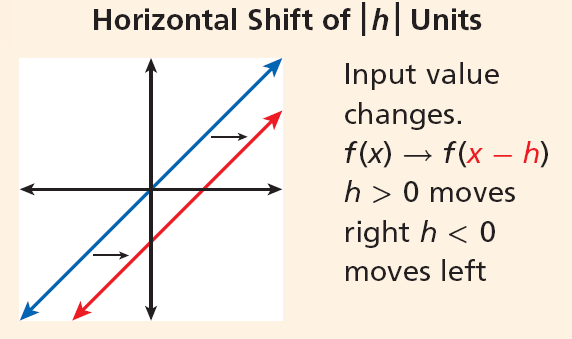 Horizontal Shift of |h| Units
Input value
changes.
f(x) → f(x – h)
h > 0 moves
right h < 0
moves left